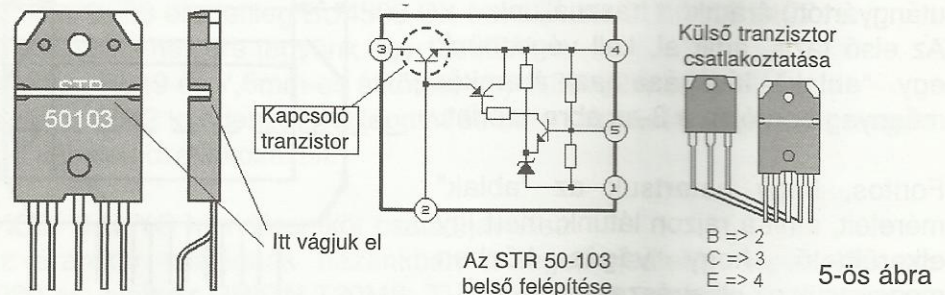 STR
50103
Itt vágjuk el
Kapcsoló
tranzistor
3
4
5
1
2
Az STR 50-103
belső felépítése
Külső tranzisztor
csatlakoztatása
B => 2
C => 3
E => 4
5-ös ábra